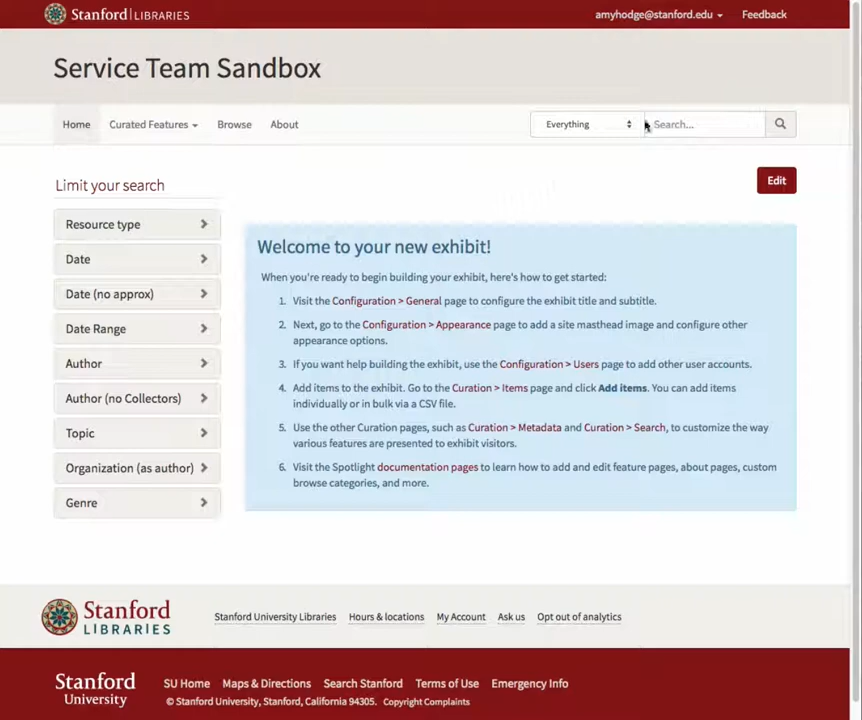 Stanford | LIBRARIES
amyhodge@stanford.edu
Feedback
Service Team Sandbox
Home
Curated Features
Browse
About
Everything
Search...
Limit your search
Edit
Resource type
Date
Date (no approx)
Date Range
Author
Author (no Collectors)
Topic
Organization (as author)
Genre
Welcome to your new exhibit!
When you're ready to begin building your exhibit, here's how to get started:
1. Visit the Configuration > General page to configure the exhibit title and subtitle.
2. Next, go to the Configuration > Appearance page to add a site masthead image and configure other
appearance options.
3. If you want help building the exhibit, use the Configuration > Users page to add other user accounts.
4. Add items to the exhibit. Go to the Curation > Items page and click Add items. You can add items
individually or in bulk via a CSV file.
5. Use the other Curation pages, such as Curation > Metadata and Curation > Search, to customize the way
various features are presented to exhibit visitors.
6. Visit the Spotlight documentation pages to learn how to add and edit feature pages, about pages, custom
browse categories, and more.
Stanford
LIBRARIES
Stanford University Libraries
Hours & locations
My Account
Ask us
Opt out of analytics
Stanford
University
SU Home
Maps & Directions
Search Stanford
Terms of Use
Emergency Info
© Stanford University, Stanford, California 94305. Copyright Complaints